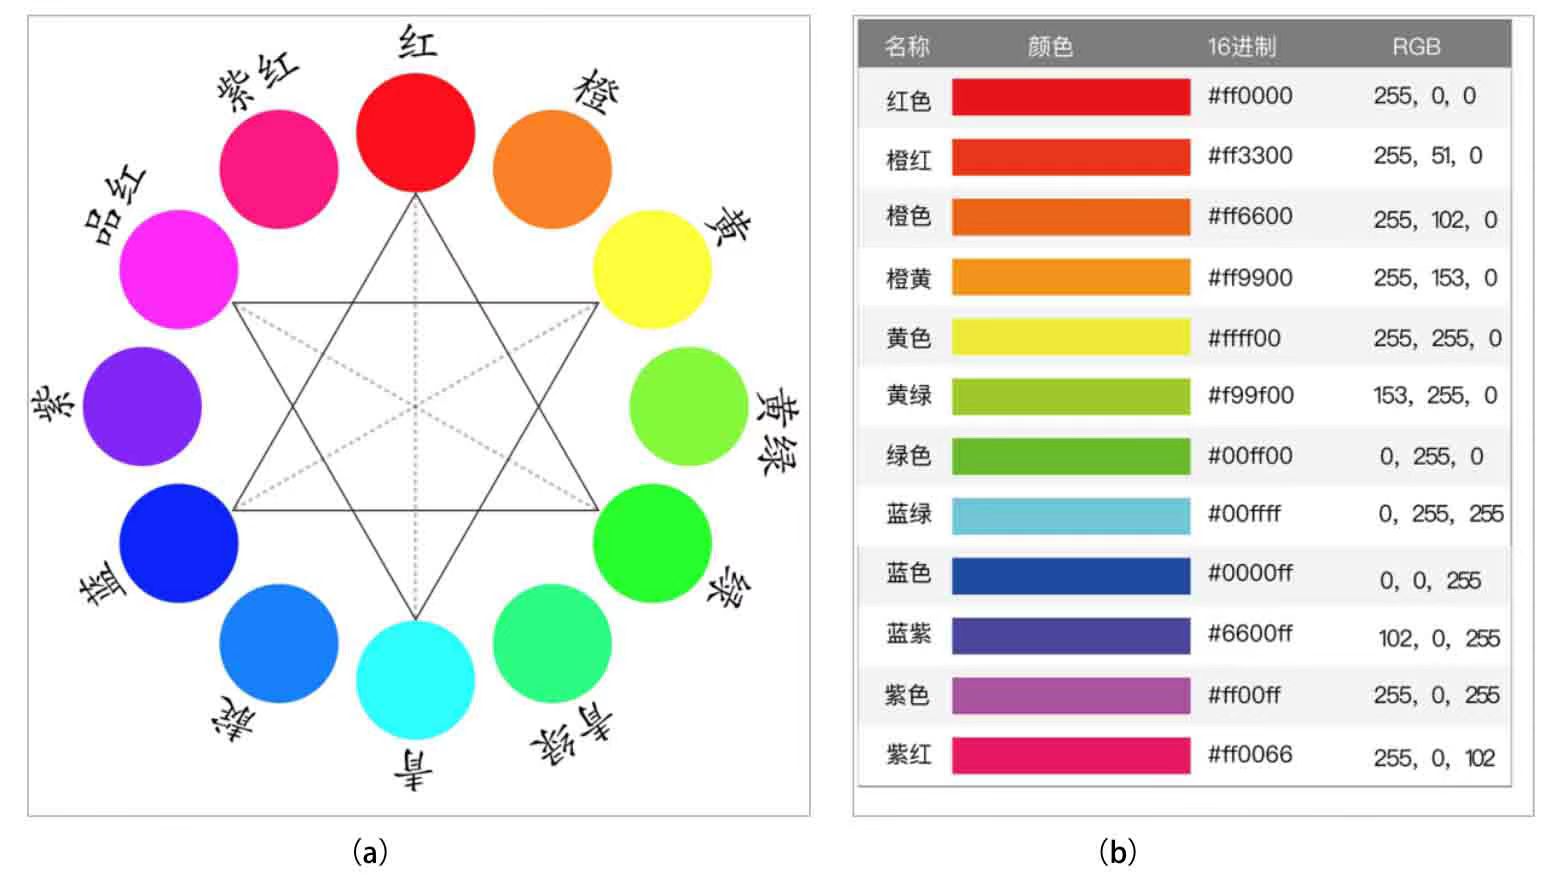 红
橙
黄
黄绿
绿
青绿
青
靛
蓝
紫
品红
紫红
(a)
名称 颜色 16进制 RGB
红色 #ff0000 255, 0, 0
橙红 #ff3300 255, 51, 0
橙色 #ff6600 255, 102, 0
橙黄 #ff9900 255, 153, 0
黄色 #ffff00 255, 255, 0
黄绿 #f99f00 153, 255, 0
绿色 #00ff00 0, 255, 0
蓝绿 #00ffff 0, 255, 255
蓝色 #0000ff 0, 0, 255
蓝紫 #6600ff 102, 0, 255
紫色 #ff00ff 255, 0, 255
紫红 #ff0066 255, 0, 102
(b)